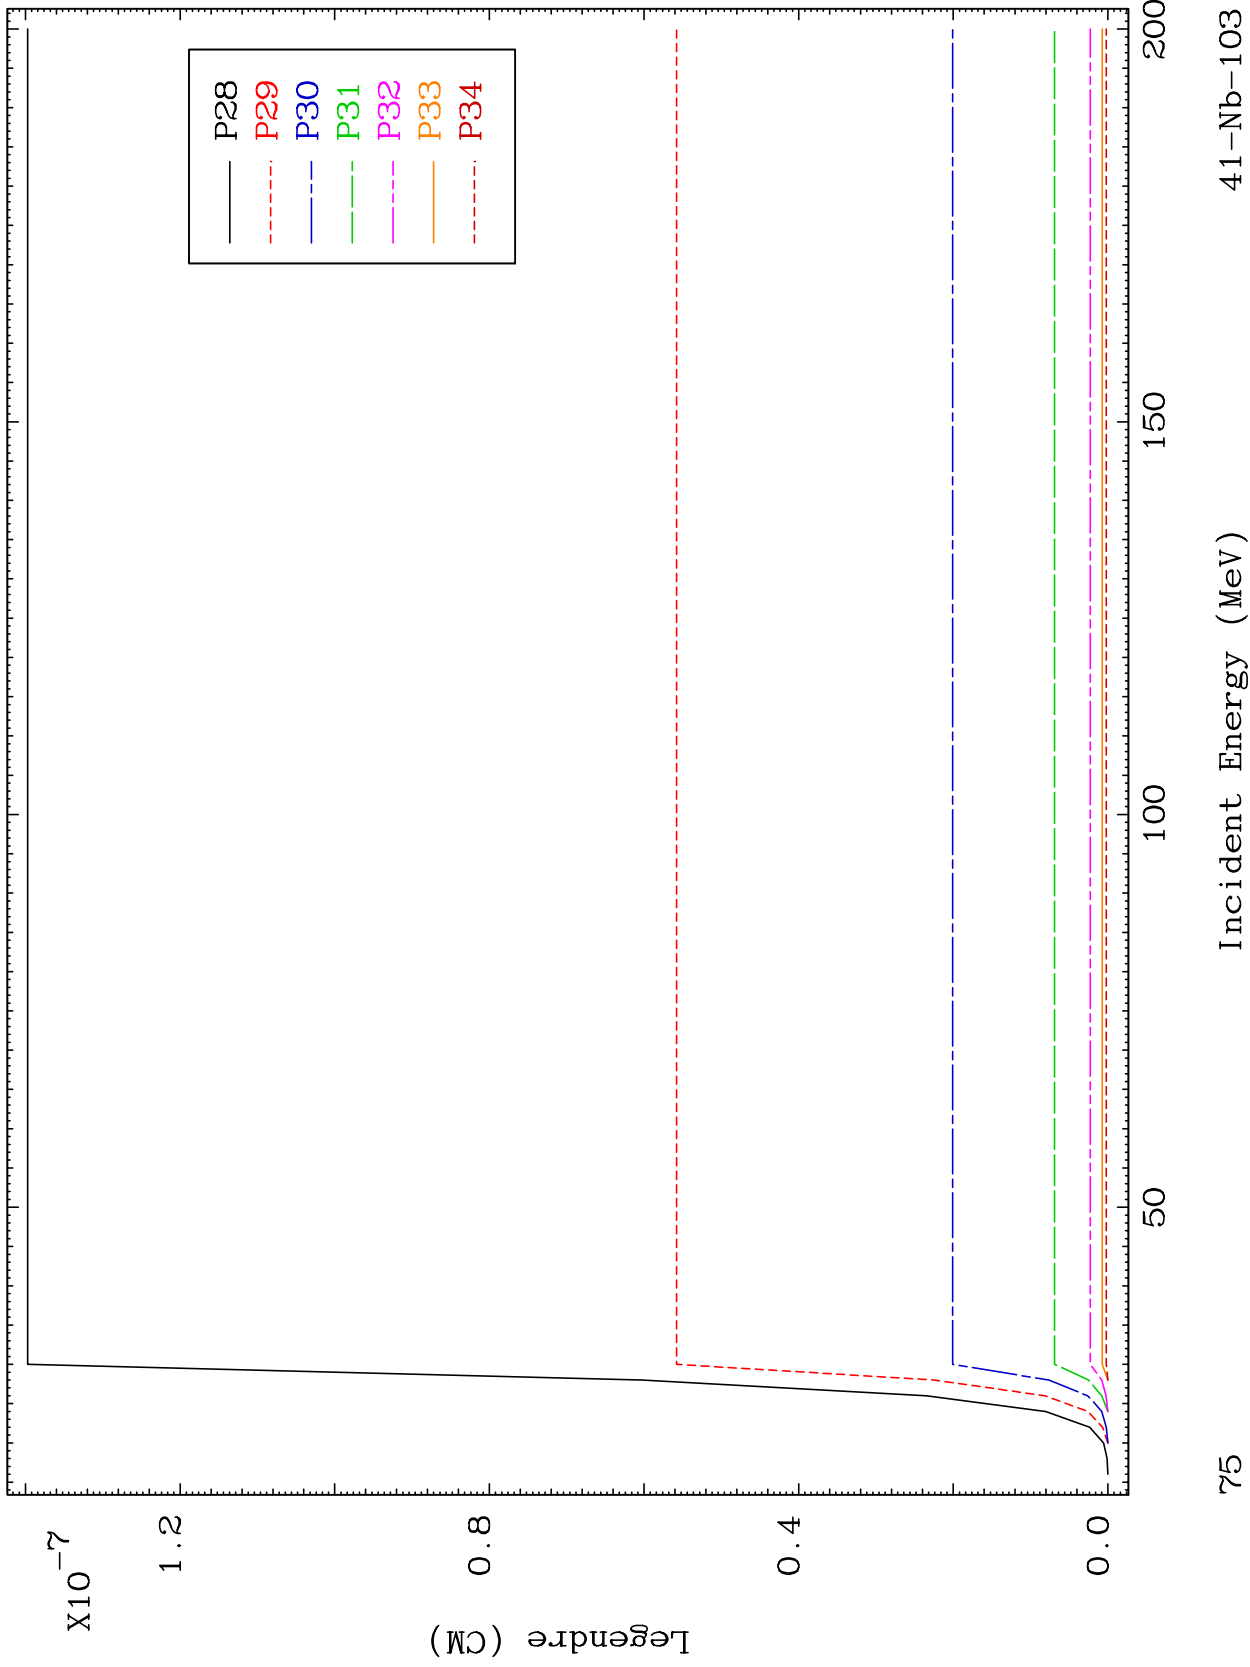 X10-7
1.2
0.8
0.4
0.0
Legendre (CM)
P28
P29
P30
P31
P32
P33
P34
50
100
150
200
Incident Energy (MeV)
75
41-Nb-103